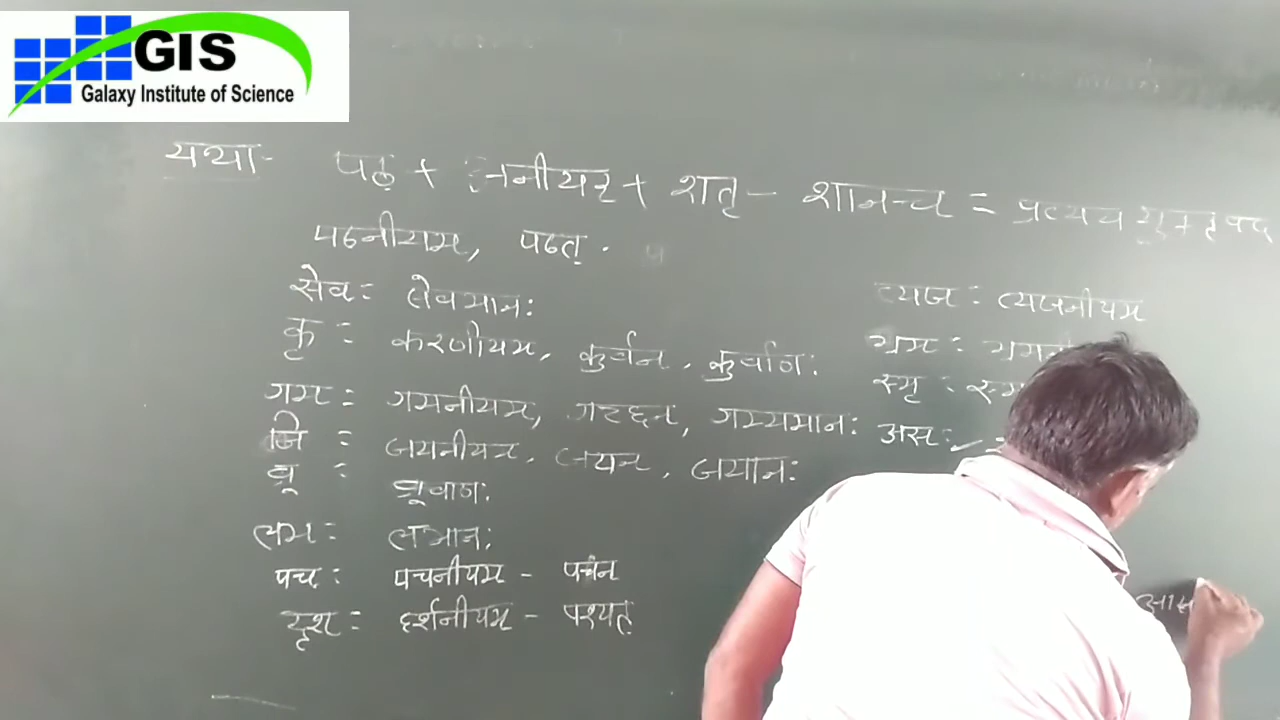 GIS
Galaxy Institute of Science
यथा- पठ् + अनीयर + शतृ - शानच = प्रत्यय युक्त पद
पठनीयम, पठत्.
सेव: सेवमान:
कृ : करणीयम, कुर्वन, कुर्वाण:
गम : गमनीयम, गच्छन, गम्यमान:
जि : जयनीयम, जयन, जयान:
ब्रू : ब्रूवाण:
लभ : लभान:
पच : पचनीयम - पचन
दृश : दर्शनीयम - पश्यत्
त्यज : त्यजनीयम
श्रम :
स्मृ :
अस :